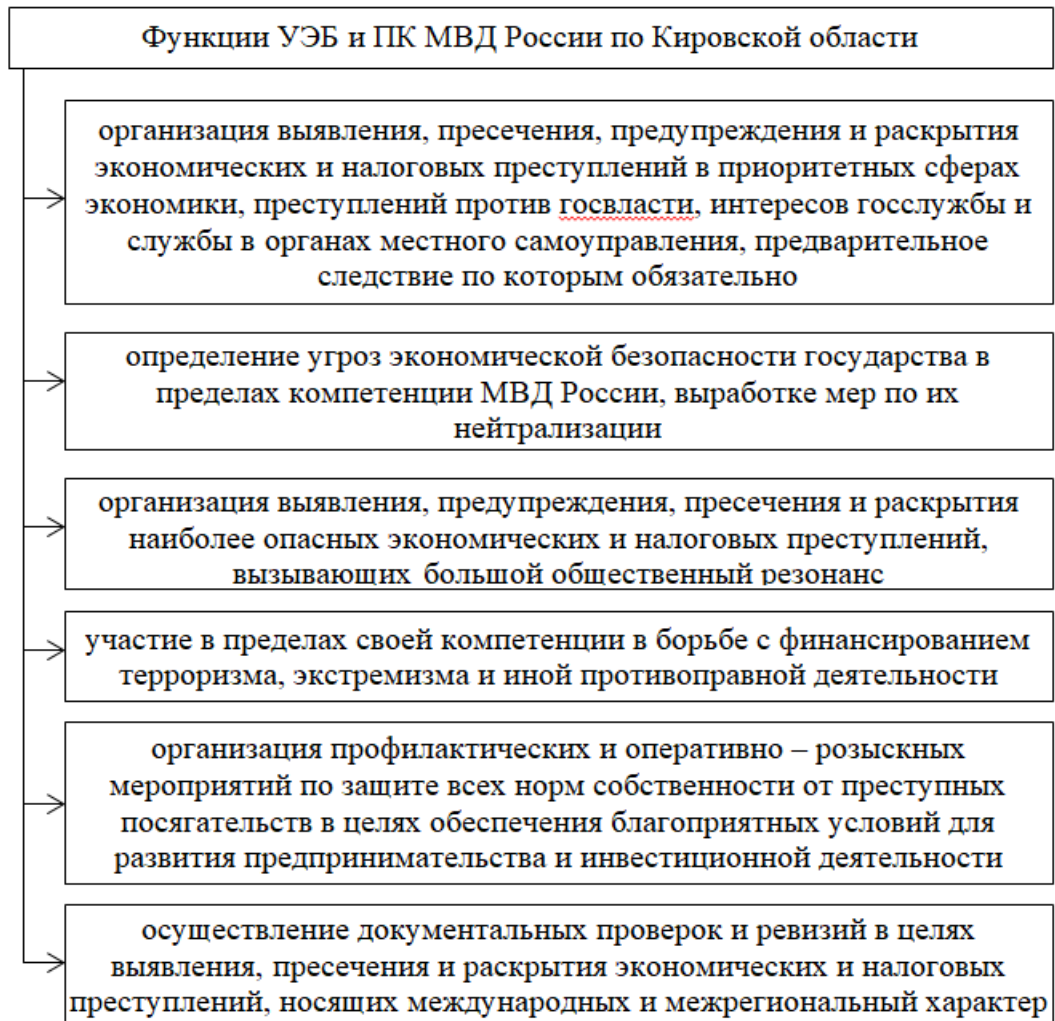 Функции УЭБ и ПК МВД России по Кировской области
организация выявления, пресечения, предупреждения и раскрытия
экономических и налоговых преступлений в приоритетных сферах
экономики, преступлений против госвласти, интересов госслужбы и
службы в органах местного самоуправления, предварительное
следствие по которым обязательно
определение угроз экономической безопасности государства в
пределах компетенции МВД России, выработке мер по их
нейтрализации
организация выявления, предупреждения, пресечения и раскрытия
наиболее опасных экономических и налоговых преступлений,
вызывающих большой общественный резонанс
участие в пределах своей компетенции в борьбе с финансированием
терроризма, экстремизма и иной противоправной деятельности
организация профилактических и оперативно – розыскных
мероприятий по защите всех норм собственности от преступных
посягательств в целях обеспечения благоприятных условий для
развития предпринимательства и инвестиционной деятельности
осуществление документальных проверок и ревизий в целях
выявления, пресечения и раскрытия экономических и налоговых
преступлений, носящих международных и межрегиональный характер